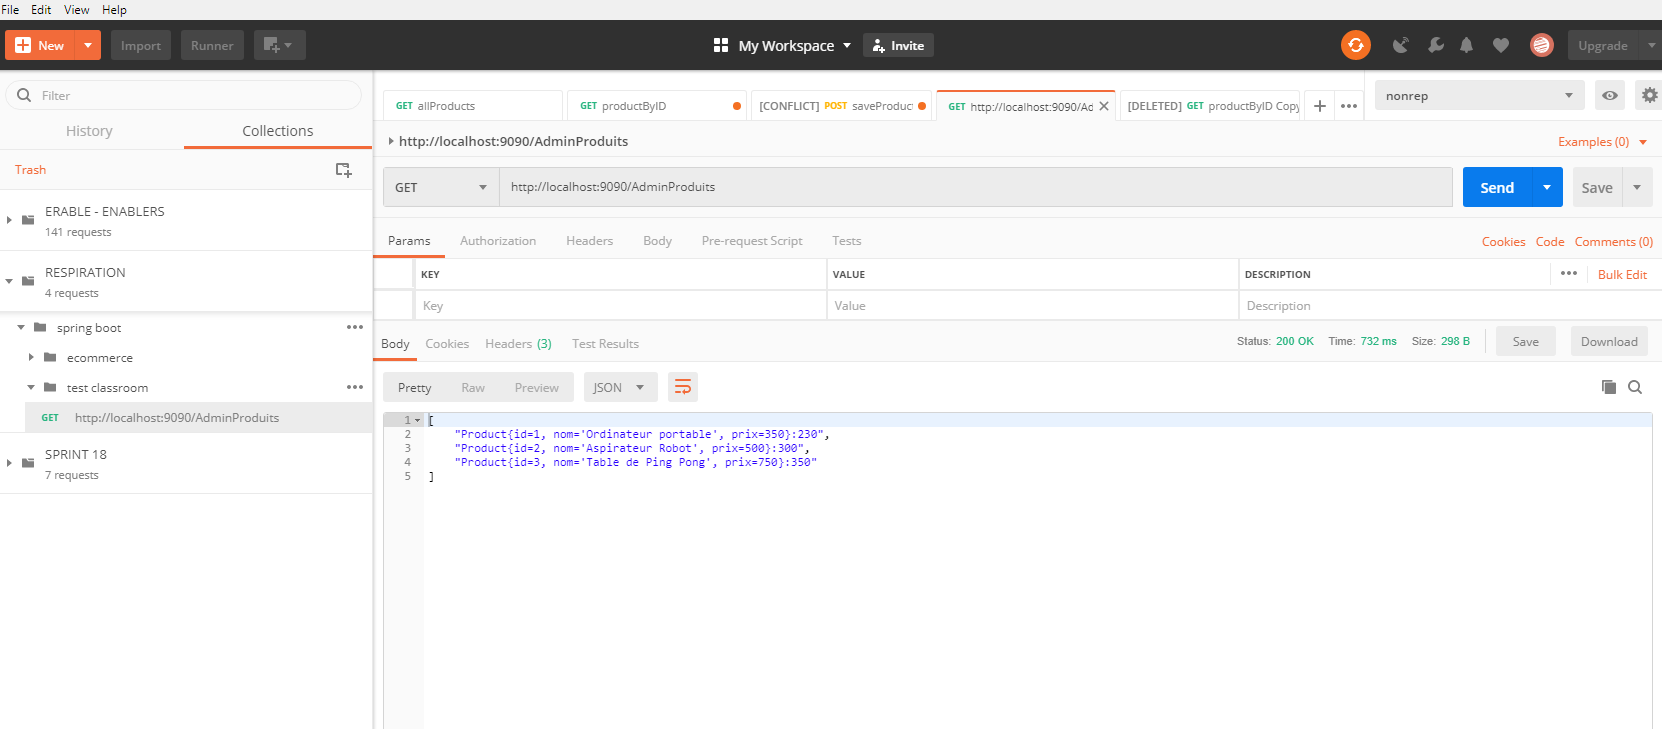 File Edit View Help
New Import Runner My Workspace Invite Upgrade
Filter
History Collections
Trash
ERABLE - ENABLERS
141 requests
RESPIRATION
4 requests
spring boot
ecommerce
test classroom
GET http://localhost:9090/AdminProduits
SPRINT 18
7 requests
GET allProducts GET productByID [CONFLICT] POST saveProduc GET http://localhost:9090/Ad [DELETED] GET productByID Copy nonrep
http://localhost:9090/AdminProduits Examples (0)
GET http://localhost:9090/AdminProduits Send Save
Params Authorization Headers Body Pre-request Script Tests Cookies Code Comments (0)
KEY VALUE DESCRIPTION Bulk Edit
Key Value Description
Body Cookies Headers (3) Test Results Status: 200 OK Time: 732 ms Size: 298 B Save Download
Pretty Raw Preview JSON
1 [
2 "Product{id=1, nom='Ordinateur portable', prix=350}:230",
3 "Product{id=2, nom='Aspirateur Robot', prix=500}:300",
4 "Product{id=3, nom='Table de Ping Pong', prix=750}:350"
5 ]